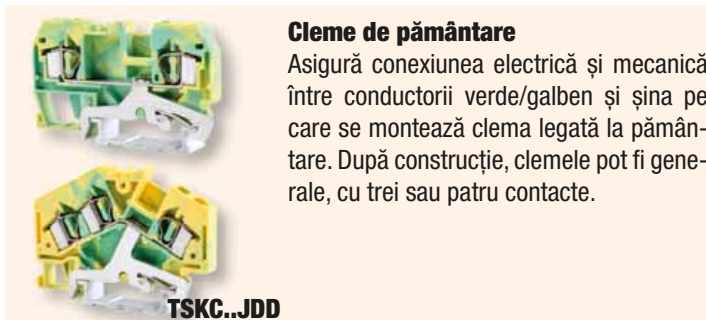 Cleme de pământare
Asigură conexiunea electrică și mecanică
între conductorii verde/galben și șina pe
care se montează clema legată la pămân-
tare. După construcție, clemele pot fi gene-
rale, cu trei sau patru contacte.
TSKC..JDD